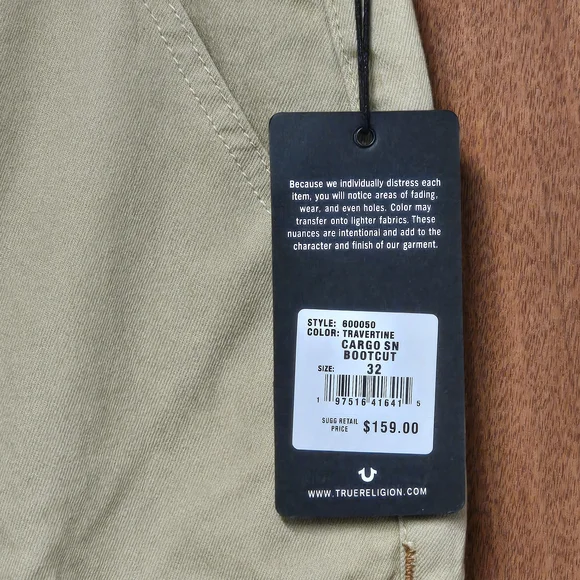 Because we individually distress each
item, you will notice areas of fading,
wear, and even holes. Color may
transfer onto lighter fabrics. These
nuances are intentional and add to the
character and finish of our garment.
STYLE: 600050
COLOR: TRAVERTINE
CARGO SN
BOOTCUT
SIZE: 32
1 97516 41641 5
SUGG RETAIL
PRICE $159.00
WWW.TRUERELIGION.COM